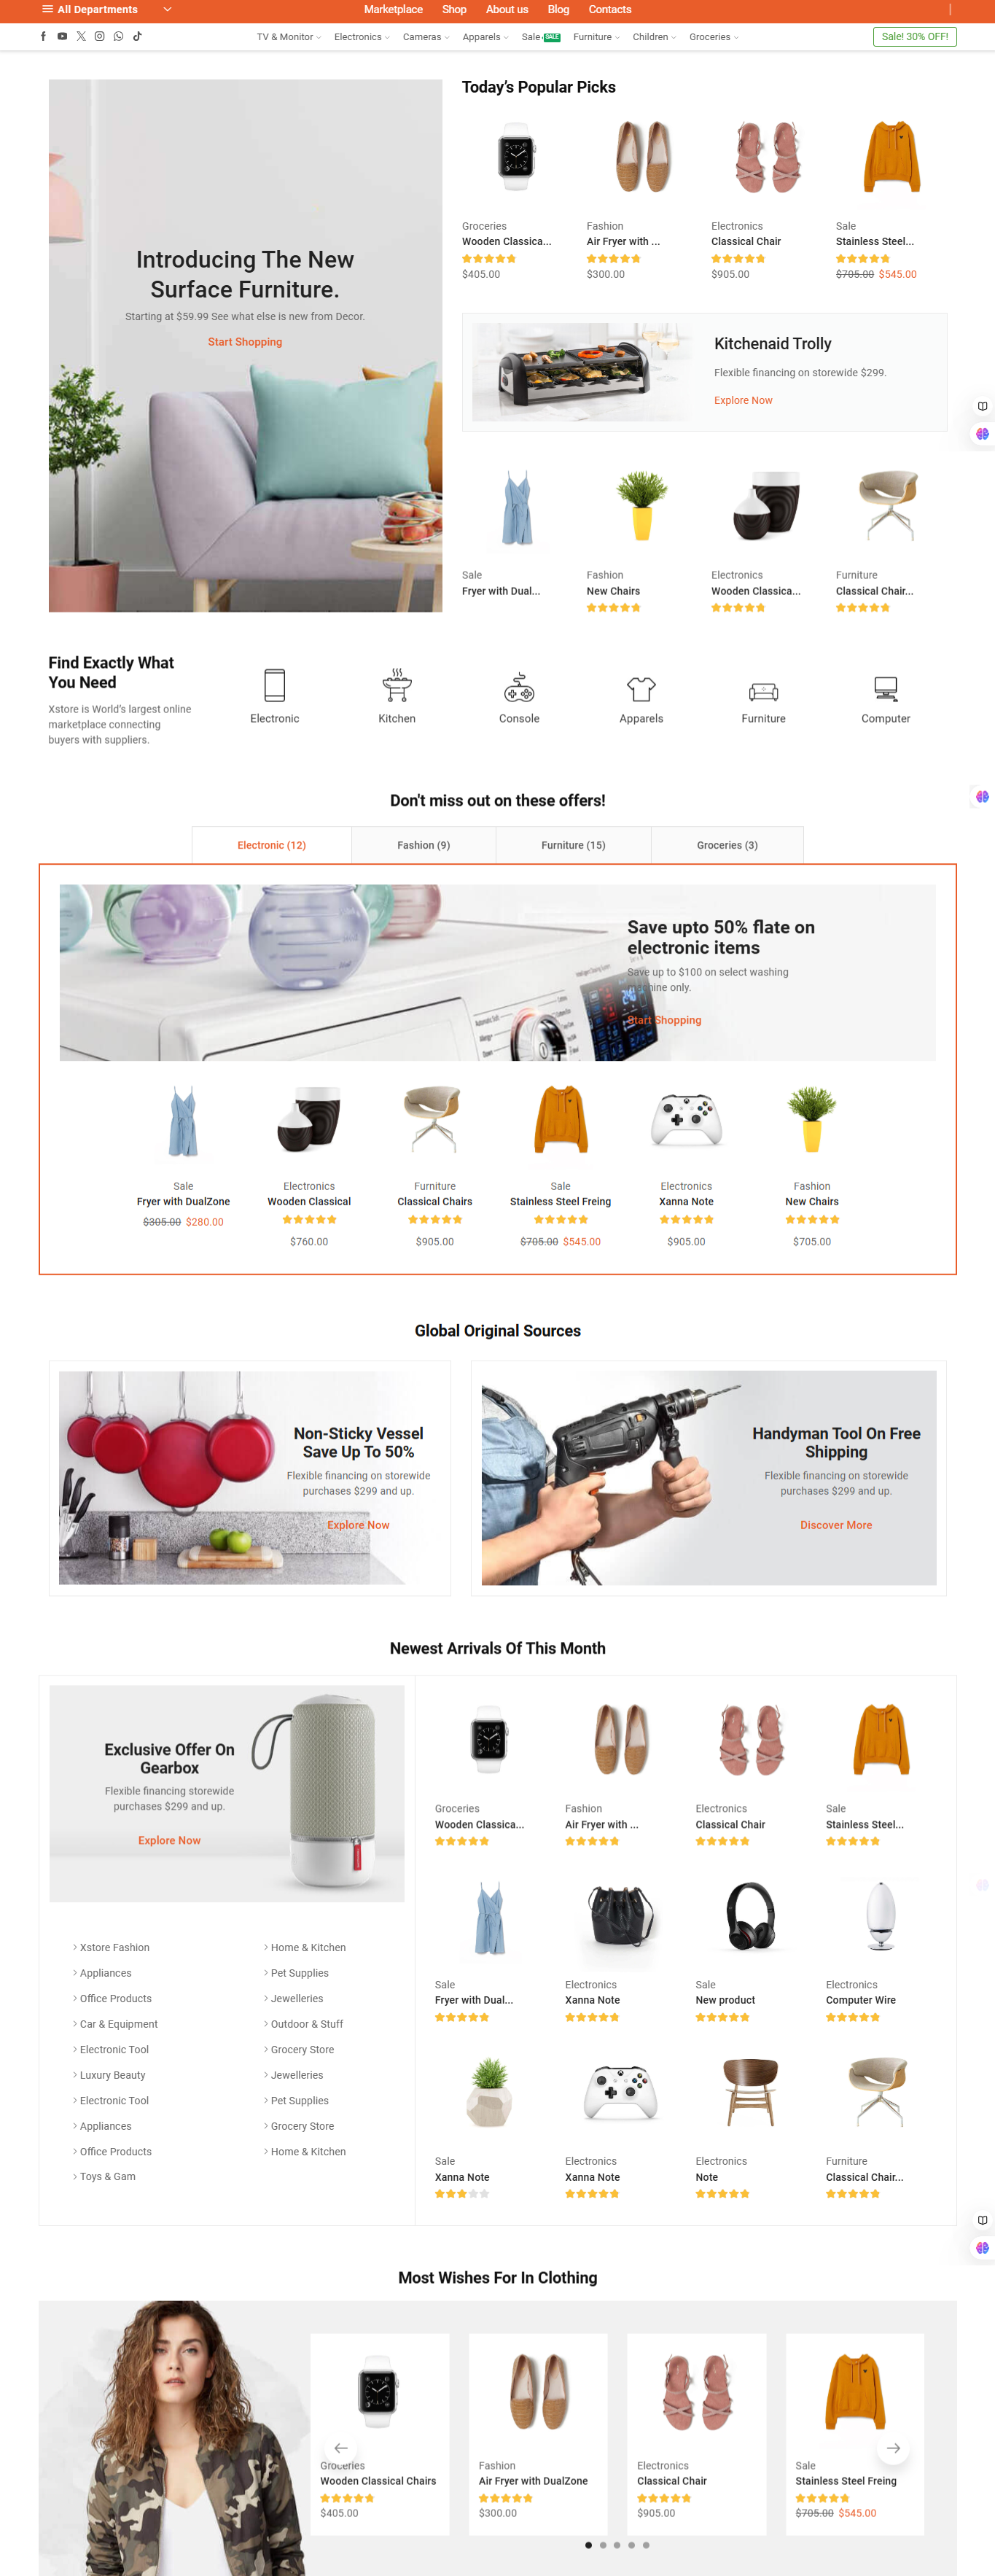 All Departments
Marketplace Shop About us Blog Contacts
TV & Monitor Electronics Cameras Apparels Sale SALE Furniture Children Groceries
Sale! 30% OFF!
Introducing The New
Surface Furniture.
Starting at $59.99 See what else is new from Decor.
Start Shopping
Today's Popular Picks
Groceries Fashion Electronics Sale
Wooden Classica... Air Fryer with ... Classical Chair Stainless Steel...
$405.00 $300.00 $905.00 $705.00 $545.00
Kitchenaid Trolly
Flexible financing on storewide $299.
Explore Now
Sale Fashion Electronics Furniture
Fryer with Dual... New Chairs Wooden Classica... Classical Chair...
Find Exactly What
You Need
Xstore is World's largest online
marketplace connecting
buyers with suppliers.
Electronic Kitchen Console Apparels Furniture Computer
Don't miss out on these offers!
Electronic (12) Fashion (9) Furniture (15) Groceries (3)
Save upto 50% flate on
electronic items
Save up to $100 on select washing
machine only.
Start Shopping
Sale Electronics Furniture Sale Electronics Fashion
Fryer with DualZone Wooden Classical Classical Chairs Stainless Steel Freing Xanna Note New Chairs
$305.00 $280.00 $760.00 $905.00 $705.00 $545.00 $905.00 $705.00
Global Original Sources
Non-Sticky Vessel
Save Up To 50%
Flexible financing on storewide
purchases $299 and up.
Explore Now
Handyman Tool On Free
Shipping
Flexible financing on storewide
purchases $299 and up.
Discover More
Newest Arrivals Of This Month
Exclusive Offer On
Gearbox
Flexible financing storewide
purchases $299 and up.
Explore Now
Xstore Fashion Home & Kitchen
Appliances Pet Supplies
Office Products Jewelleries
Car & Equipment Outdoor & Stuff
Electronic Tool Grocery Store
Luxury Beauty Jewelleries
Electronic Tool Pet Supplies
Appliances Grocery Store
Office Products Home & Kitchen
Toys & Gam
Groceries Fashion Electronics Sale
Wooden Classica... Air Fryer with ... Classical Chair Stainless Steel...
Sale Electronics Sale Electronics
Fryer with Dual... Xanna Note New product Computer Wire
Sale Electronics Electronics Furniture
Xanna Note Xanna Note Note Classical Chair...
Most Wishes For In Clothing
Groceries Fashion Electronics Sale
Wooden Classical Chairs Air Fryer with DualZone Classical Chair Stainless Steel Freing
$405.00 $300.00 $905.00 $705.00 $545.00